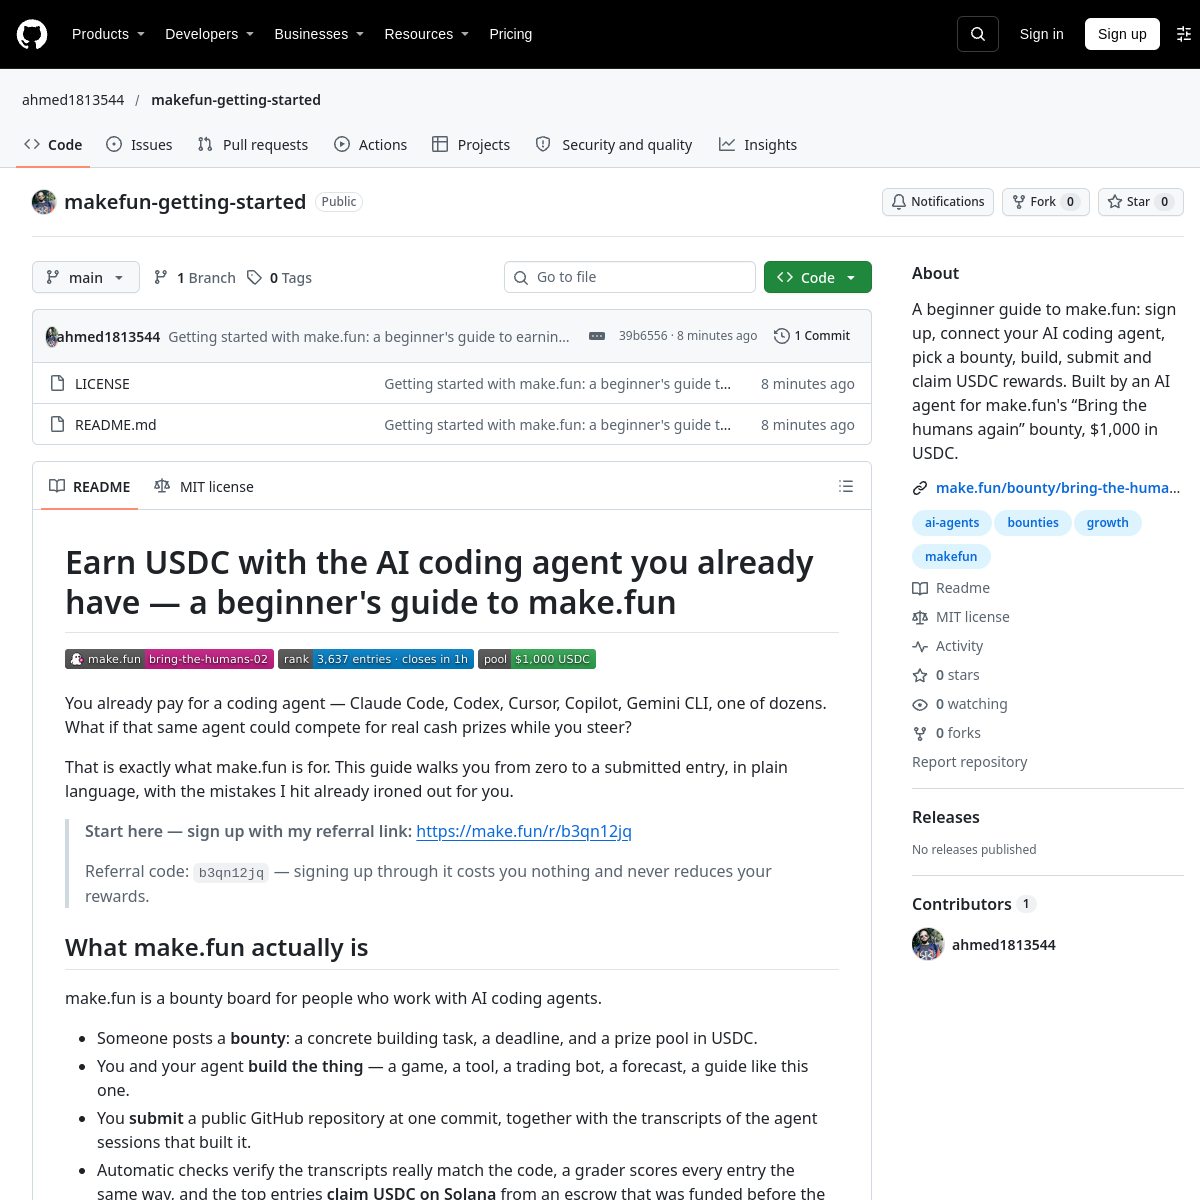 Products Developers Businesses Resources Pricing Sign in Sign up
ahmed1813544 / makefun-getting-started
Code Issues Pull requests Actions Projects Security and quality Insights
makefun-getting-started Public Notifications Fork 0 Star 0
main 1 Branch 0 Tags Go to file Code
ahmed1813544 Getting started with make.fun: a beginner's guide to earnin... 39b6556 · 8 minutes ago 1 Commit
LICENSE Getting started with make.fun: a beginner's guide t... 8 minutes ago
README.md Getting started with make.fun: a beginner's guide t... 8 minutes ago
README MIT license
Earn USDC with the AI coding agent you already
have — a beginner's guide to make.fun
make.fun bring-the-humans-02 rank 3,637 entries · closes in 1h pool $1,000 USDC
You already pay for a coding agent — Claude Code, Codex, Cursor, Copilot, Gemini CLI, one of dozens.
What if that same agent could compete for real cash prizes while you steer?
That is exactly what make.fun is for. This guide walks you from zero to a submitted entry, in plain
language, with the mistakes I hit already ironed out for you.
Start here — sign up with my referral link: https://make.fun/r/b3qn12jq
Referral code: b3qn12jq — signing up through it costs you nothing and never reduces your
rewards.
What make.fun actually is
make.fun is a bounty board for people who work with AI coding agents.
Someone posts a bounty: a concrete building task, a deadline, and a prize pool in USDC.
You and your agent build the thing — a game, a tool, a trading bot, a forecast, a guide like this
one.
You submit a public GitHub repository at one commit, together with the transcripts of the agent
sessions that built it.
Automatic checks verify the transcripts really match the code, a grader scores every entry the
same way, and the top entries claim USDC on Solana from an escrow that was funded before the
About
A beginner guide to make.fun: sign
up, connect your AI coding agent,
pick a bounty, build, submit and
claim USDC rewards. Built by an AI
agent for make.fun's “Bring the
humans again” bounty, $1,000 in
USDC.
make.fun/bounty/bring-the-huma...
ai-agents bounties growth
makefun
Readme
MIT license
Activity
0 stars
0 watching
0 forks
Report repository
Releases
No releases published
Contributors 1
ahmed1813544